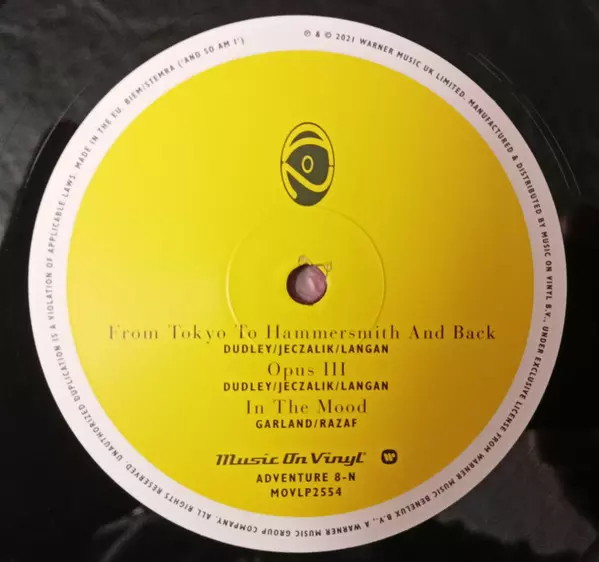 ℗ & © 2021 WARNER MUSIC UK LIMITED. MANUFACTURED & DISTRIBUTED BY MUSIC ON VINYL B.V., UNDER EXCLUSIVE LICENSE FROM WARNER MUSIC BENELUX B.V., A WARNER MUSIC GROUP COMPANY. ALL RIGHTS RESERVED. UNAUTHORIZED DUPLICATION IS A VIOLATION OF APPLICABLE LAWS. MADE IN THE EU. BIEM/STEMRA ('AND SO AM I')
From Tokyo To Hammersmith And Back
DUDLEY/JECZALIK/LANGAN
Opus III
DUDLEY/JECZALIK/LANGAN
In The Mood
GARLAND/RAZAF
Music On Vinyl®
ADVENTURE 8-N
MOVLP2554